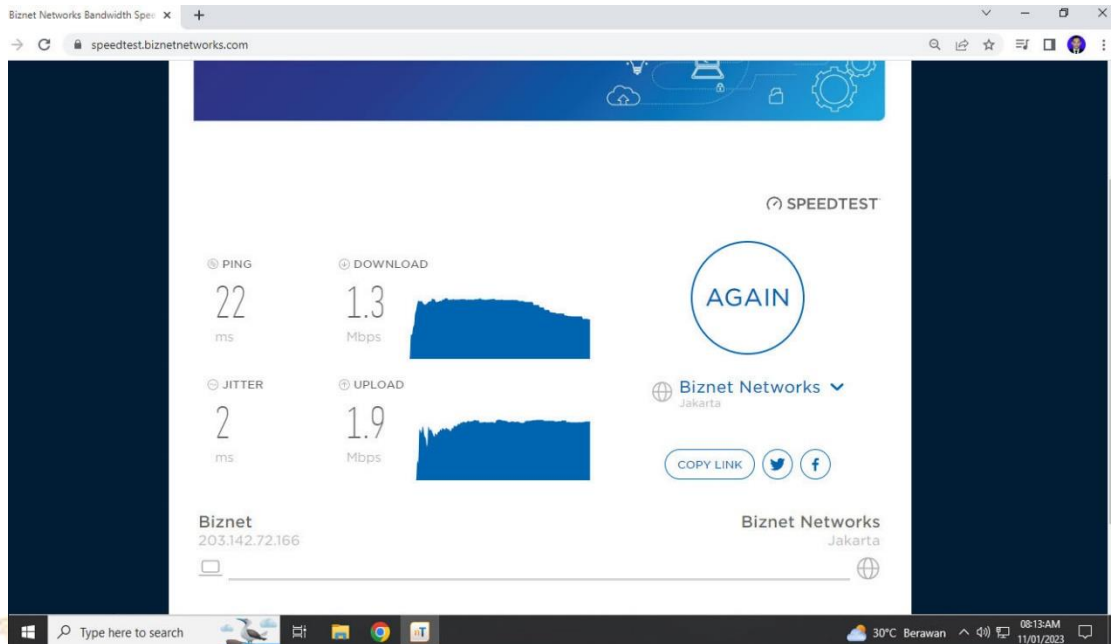 Biznet Networks Bandwidth Spee
speedtest.biznetnetworks.com
SPEEDTEST
PING
DOWNLOAD
22
1.3
ms
Mbps
AGAIN
JITTER
UPLOAD
2
1.9
ms
Mbps
Biznet Networks
Jakarta
COPY LINK
Biznet
203.142.72.166
Biznet Networks
Jakarta
Type here to search
30°C Berawan
08:13:AM
11/01/2023